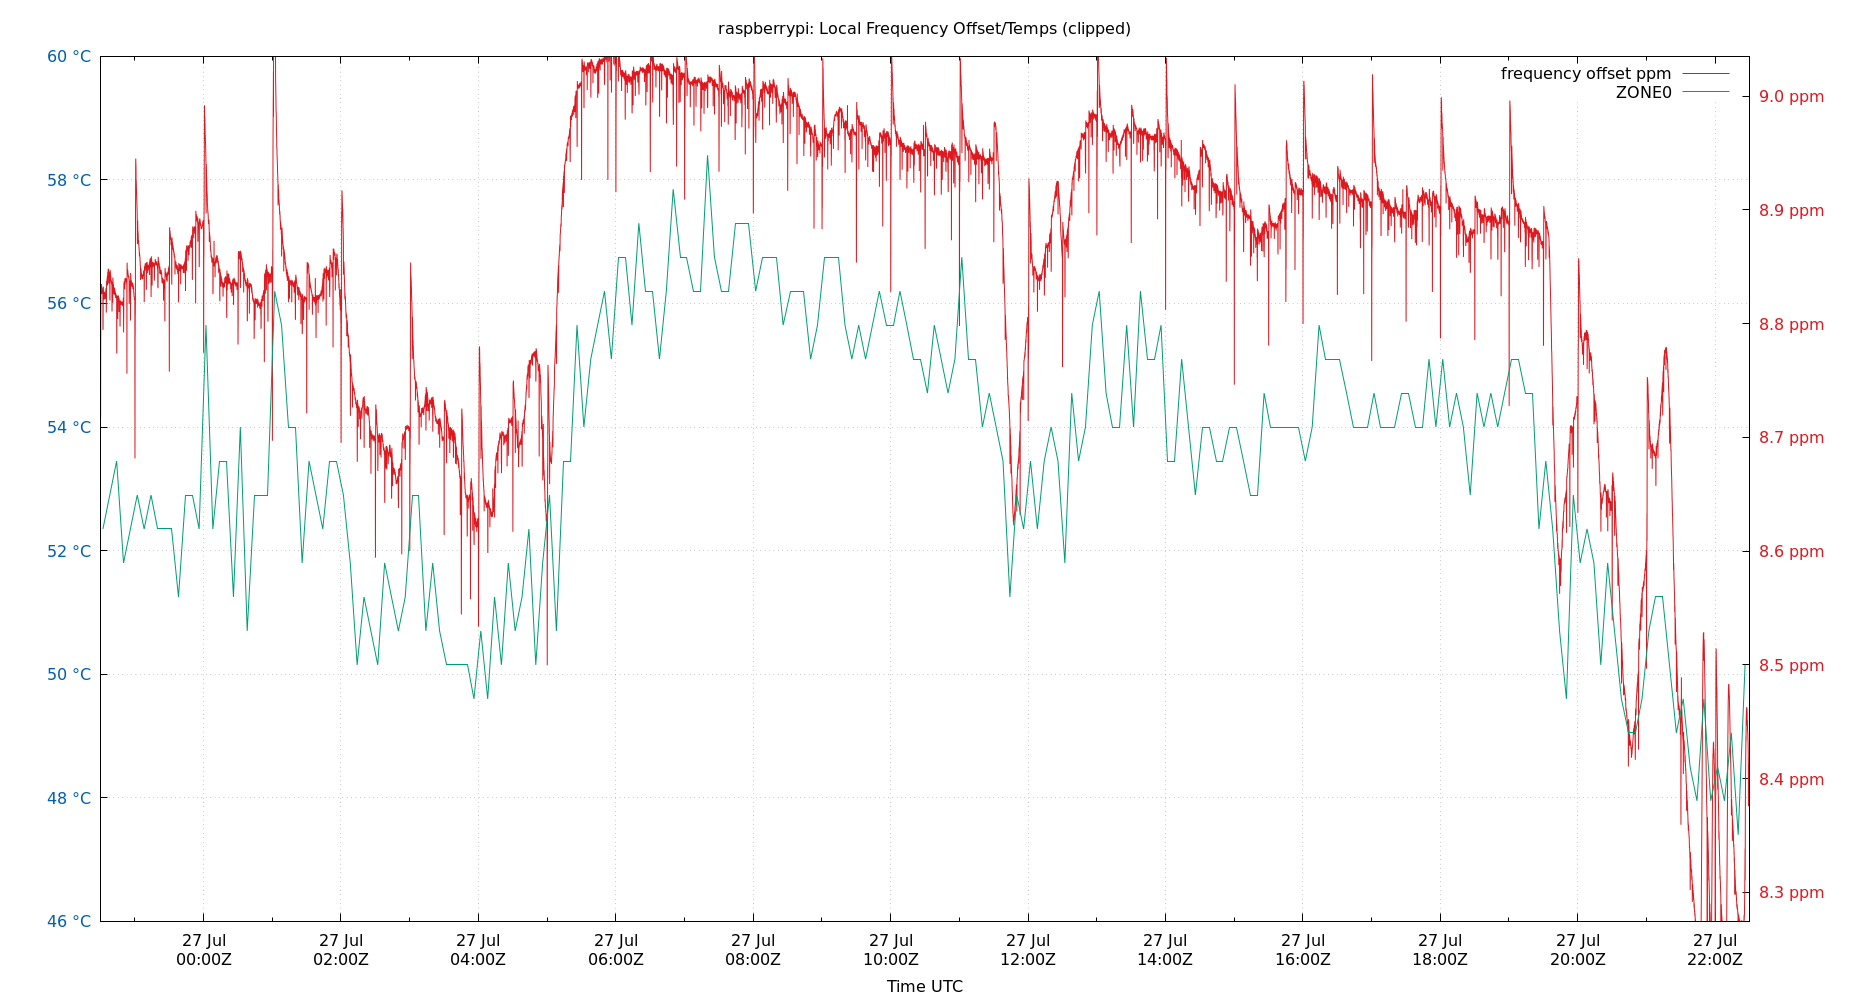 raspberrypi: Local Frequency Offset/Temps (clipped)
60 °C
58 °C
56 °C
54 °C
52 °C
50 °C
48 °C
46 °C
frequency offset ppm
ZONE0
9.0 ppm
8.9 ppm
8.8 ppm
8.7 ppm
8.6 ppm
8.5 ppm
8.4 ppm
8.3 ppm
27 Jul 27 Jul 27 Jul 27 Jul 27 Jul 27 Jul 27 Jul 27 Jul 27 Jul 27 Jul 27 Jul 27 Jul
00:00Z 02:00Z 04:00Z 06:00Z 08:00Z 10:00Z 12:00Z 14:00Z 16:00Z 18:00Z 20:00Z 22:00Z
Time UTC